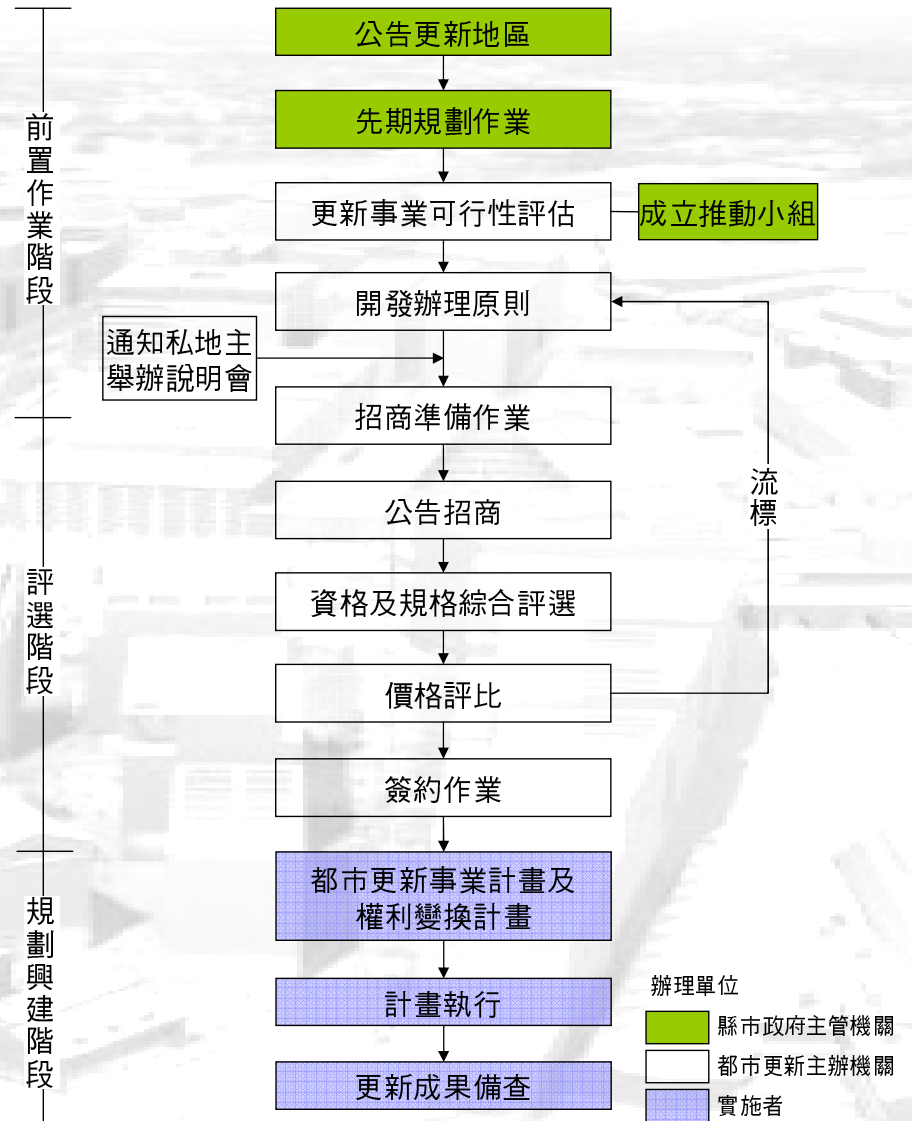 公告更新地區
先期規劃作業
前置作業階段
更新事業可行性評估
成立推動小組
開發辦理原則
通知私地主
舉辦說明會
招商準備作業
公告招商
流標
評選階段
資格及規格綜合評選
價格評比
簽約作業
都市更新事業計畫及
權利變換計畫
規劃興建階段
計畫執行
更新成果備查
辦理單位
縣市政府主管機關
都市更新主辦機關
實施者